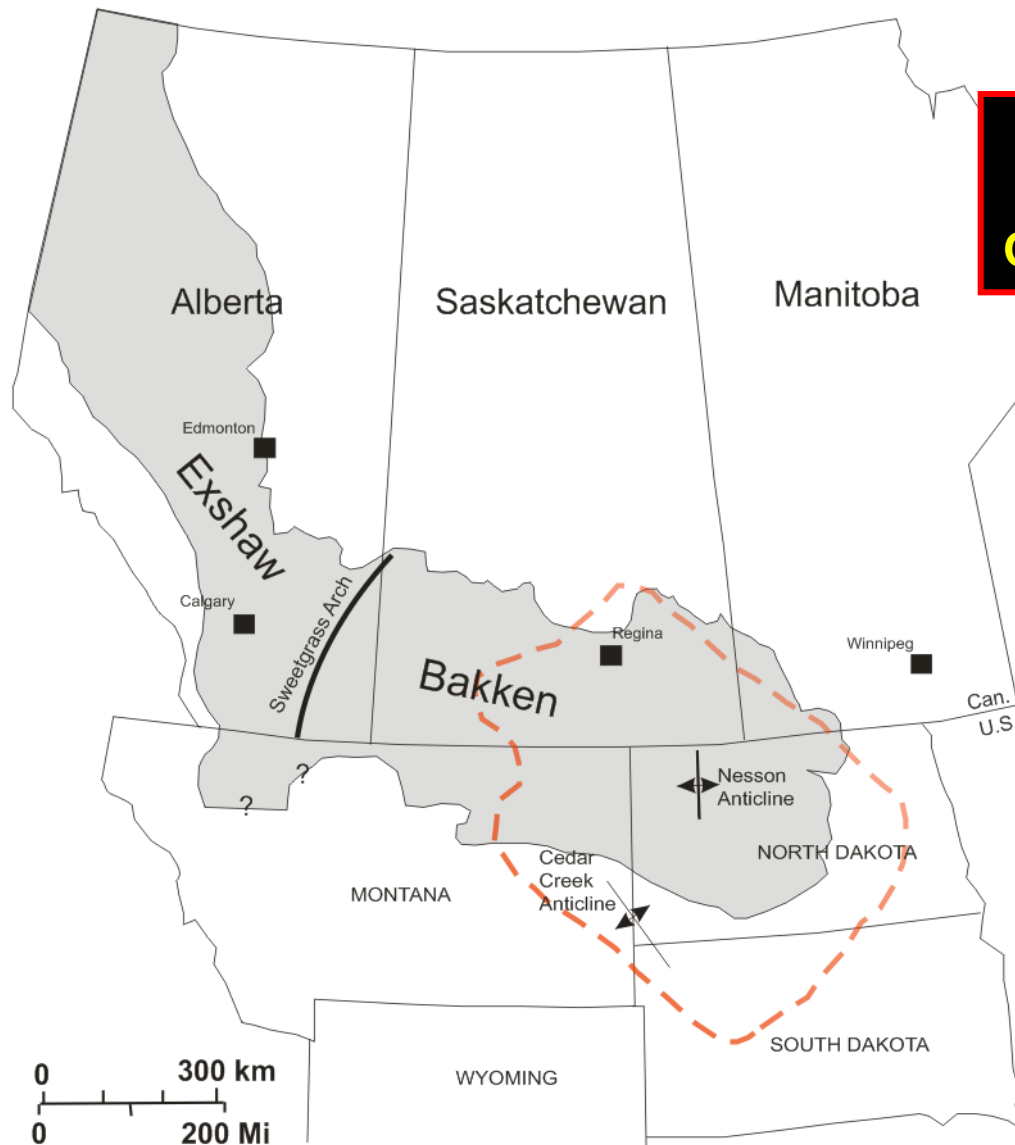 Alberta
Saskatchewan
Manitoba
Edmonton
Exshaw
Calgary
Sweetgrass Arch
Bakken
Regina
Winnipeg
Can.
U.S
?
?
Nesson
Anticline
Cedar
Creek
Anticline
NORTH DAKOTA
MONTANA
SOUTH DAKOTA
WYOMING
0 300 km
0 200 Mi